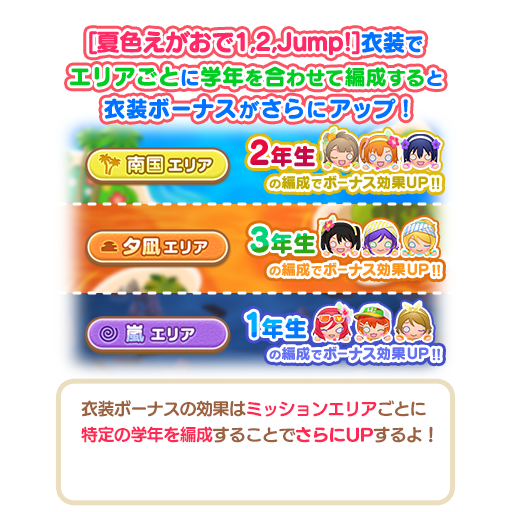 [夏色えがおで1,2,Jump!]衣装で
エリアごとに学年を合わせて編成すると
衣装ボーナスがさらにアップ！
南国エリア
2年生
の編成でボーナス効果UP!!
夕凪エリア
3年生
の編成でボーナス効果UP!!
嵐エリア
1年生
の編成でボーナス効果UP!!
衣装ボーナスの効果はミッションエリアごとに
特定の学年を編成することでさらにUPするよ！